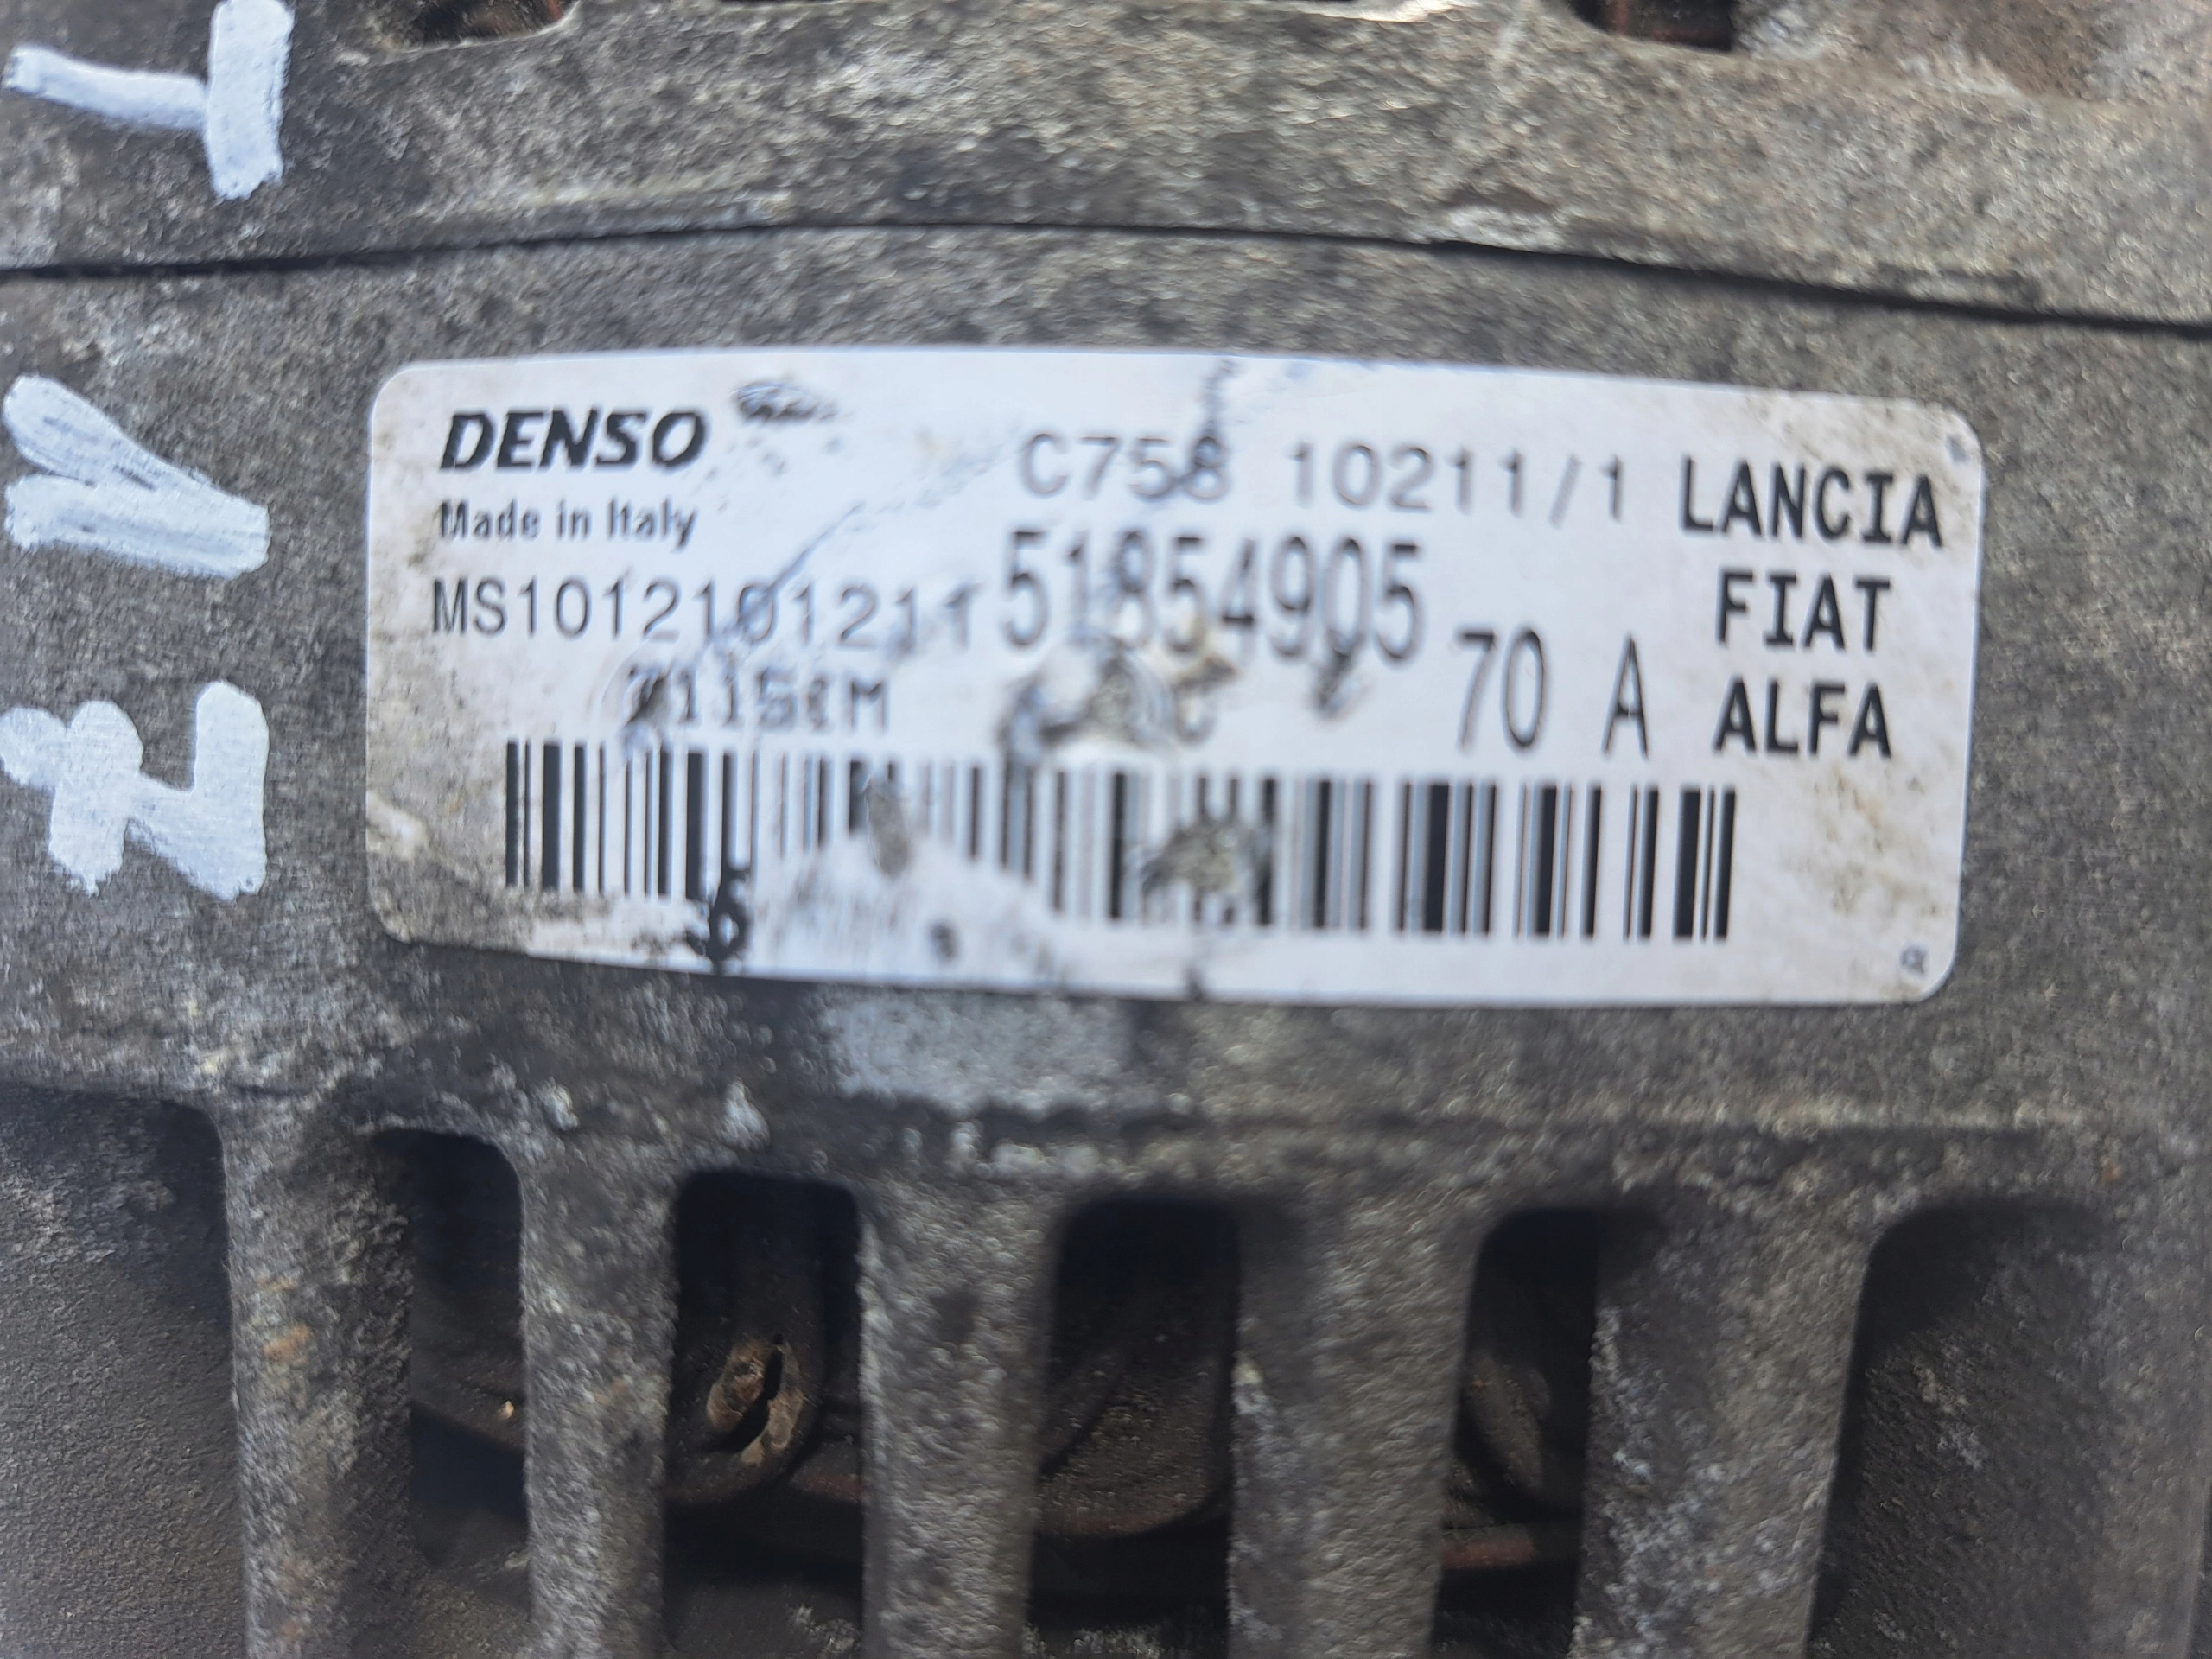 DENSO
Made in Italy
C758 10211/1
LANCIA
MS1012101211
51854905
FIAT
70 A
ALFA